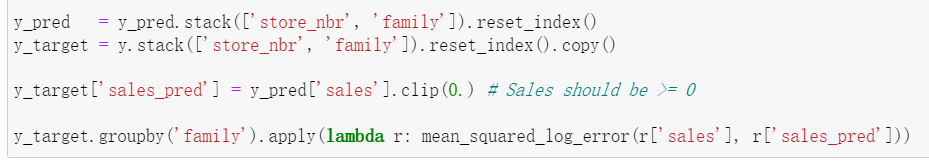 y_pred   = y_pred.stack(['store_nbr', 'family']).reset_index()
y_target = y.stack(['store_nbr', 'family']).reset_index().copy()
y_target['sales_pred'] = y_pred['sales'].clip(0.) # Sales should be >= 0
y_target.groupby('family').apply(lambda r: mean_squared_log_error(r['sales'], r['sales_pred']))